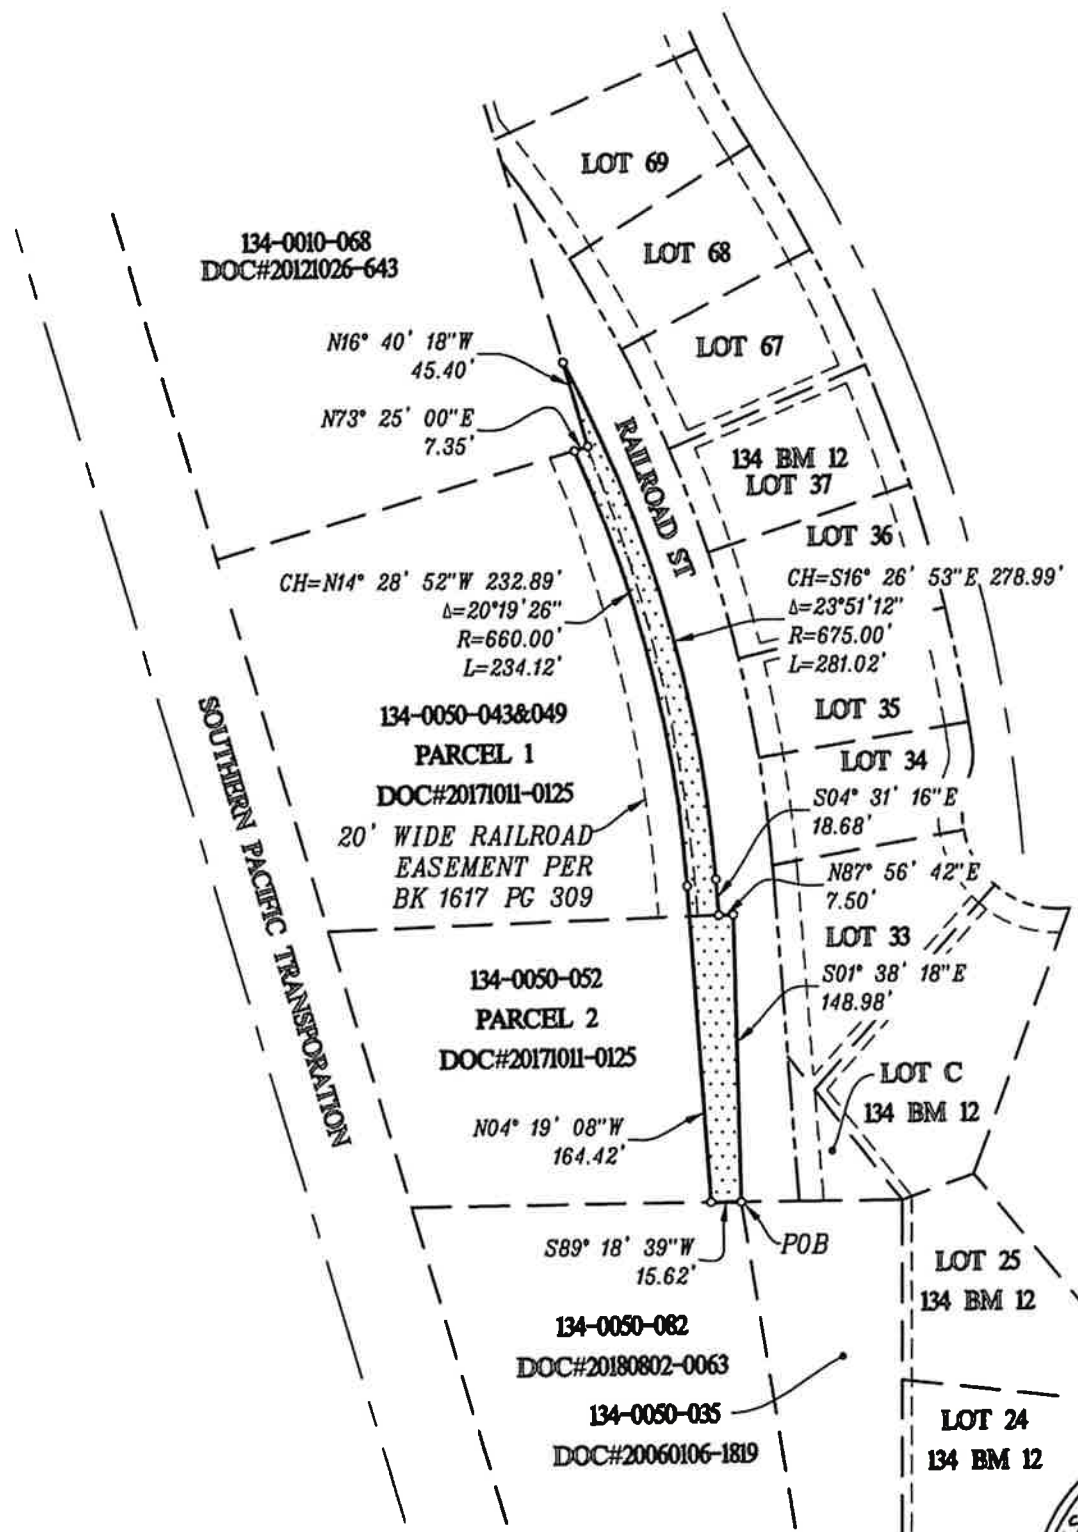 LOT 69
134-0010-068
DOC#20121026-643
LOT 68
N16° 40' 18"W
45.40'
LOT 67
N73° 25' 00"E
7.35'
RAILROAD ST
134 BM 12
LOT 37
LOT 36
CH=N14° 28' 52"W 232.89'
Δ=20°19'26"
R=660.00'
L=234.12'
CH=S16° 26' 53"E, 278.99'
Δ=23°51'12"
R=675.00'
L=281.02'
134-0050-043&049
PARCEL 1
DOC#20171011-0125
LOT 35
LOT 34
SOUTHERN PACIFIC TRANSPORATION
S04° 31' 16"E
18.68'
20' WIDE RAILROAD
EASEMENT PER
BK 1617 PG 309
N87° 56' 42"E
7.50'
LOT 33
134-0050-052
PARCEL 2
DOC#20171011-0125
S01° 38' 18"E
148.98'
LOT C
134 BM 12
N04° 19' 08"W
164.42'
S89° 18' 39"W
15.62'
POB
LOT 25
134 BM 12
134-0050-082
DOC#20180802-0063
134-0050-035
DOC#20060106-1819
LOT 24
134 BM 12